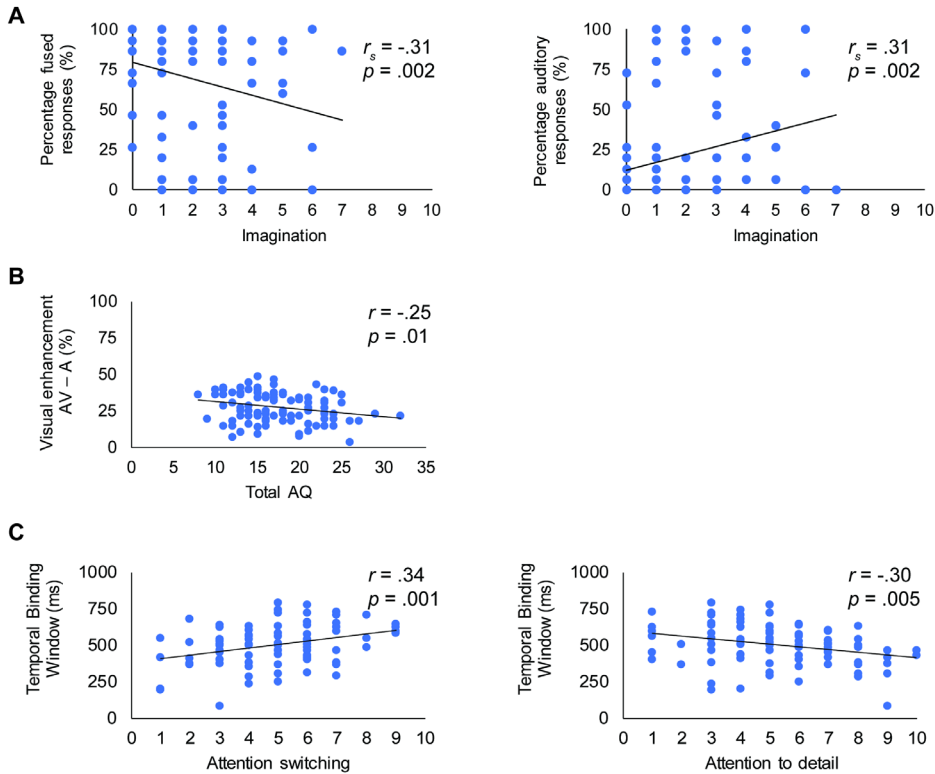 A
Percentage fused
responses (%)
100
75
50
25
0
r_s = -.31
p = .002
0 1 2 3 4 5 6 7 8 9 10
Imagination
Percentage auditory
responses (%)
100
75
50
25
0
r_s = .31
p = .002
0 1 2 3 4 5 6 7 8 9 10
Imagination
B
Visual enhancement
AV – A (%)
100
75
50
25
0
r = -.25
p = .01
0 5 10 15 20 25 30 35
Total AQ
C
Temporal Binding
Window (ms)
1000
750
500
250
0
r = .34
p = .001
0 1 2 3 4 5 6 7 8 9 10
Attention switching
Temporal Binding
Window (ms)
1000
750
500
250
0
r = -.30
p = .005
0 1 2 3 4 5 6 7 8 9 10
Attention to detail